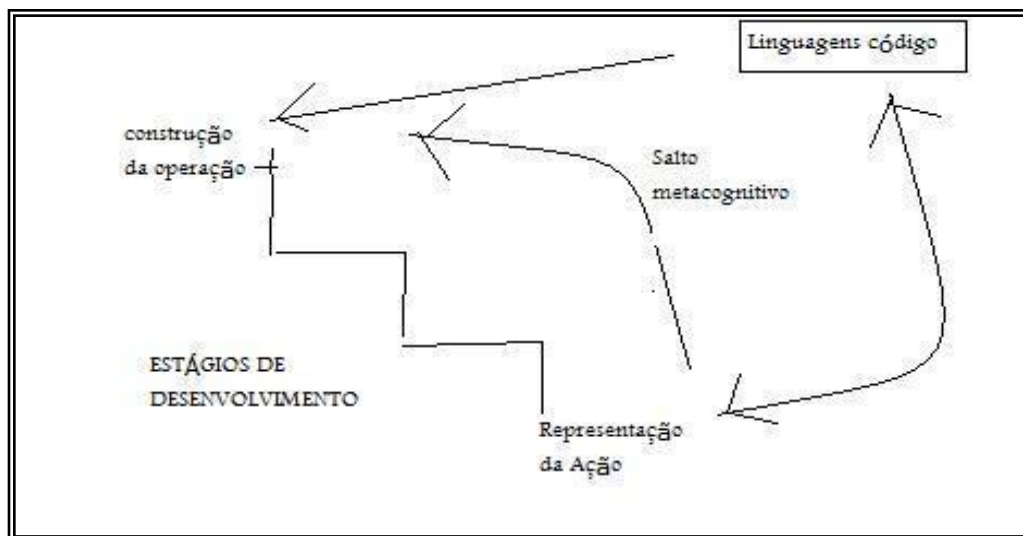 Linguagens código
construção
da operação
Salto
metacognitivo
ESTÁGIOS DE
DESENVOLVIMENTO
Representação
da Ação